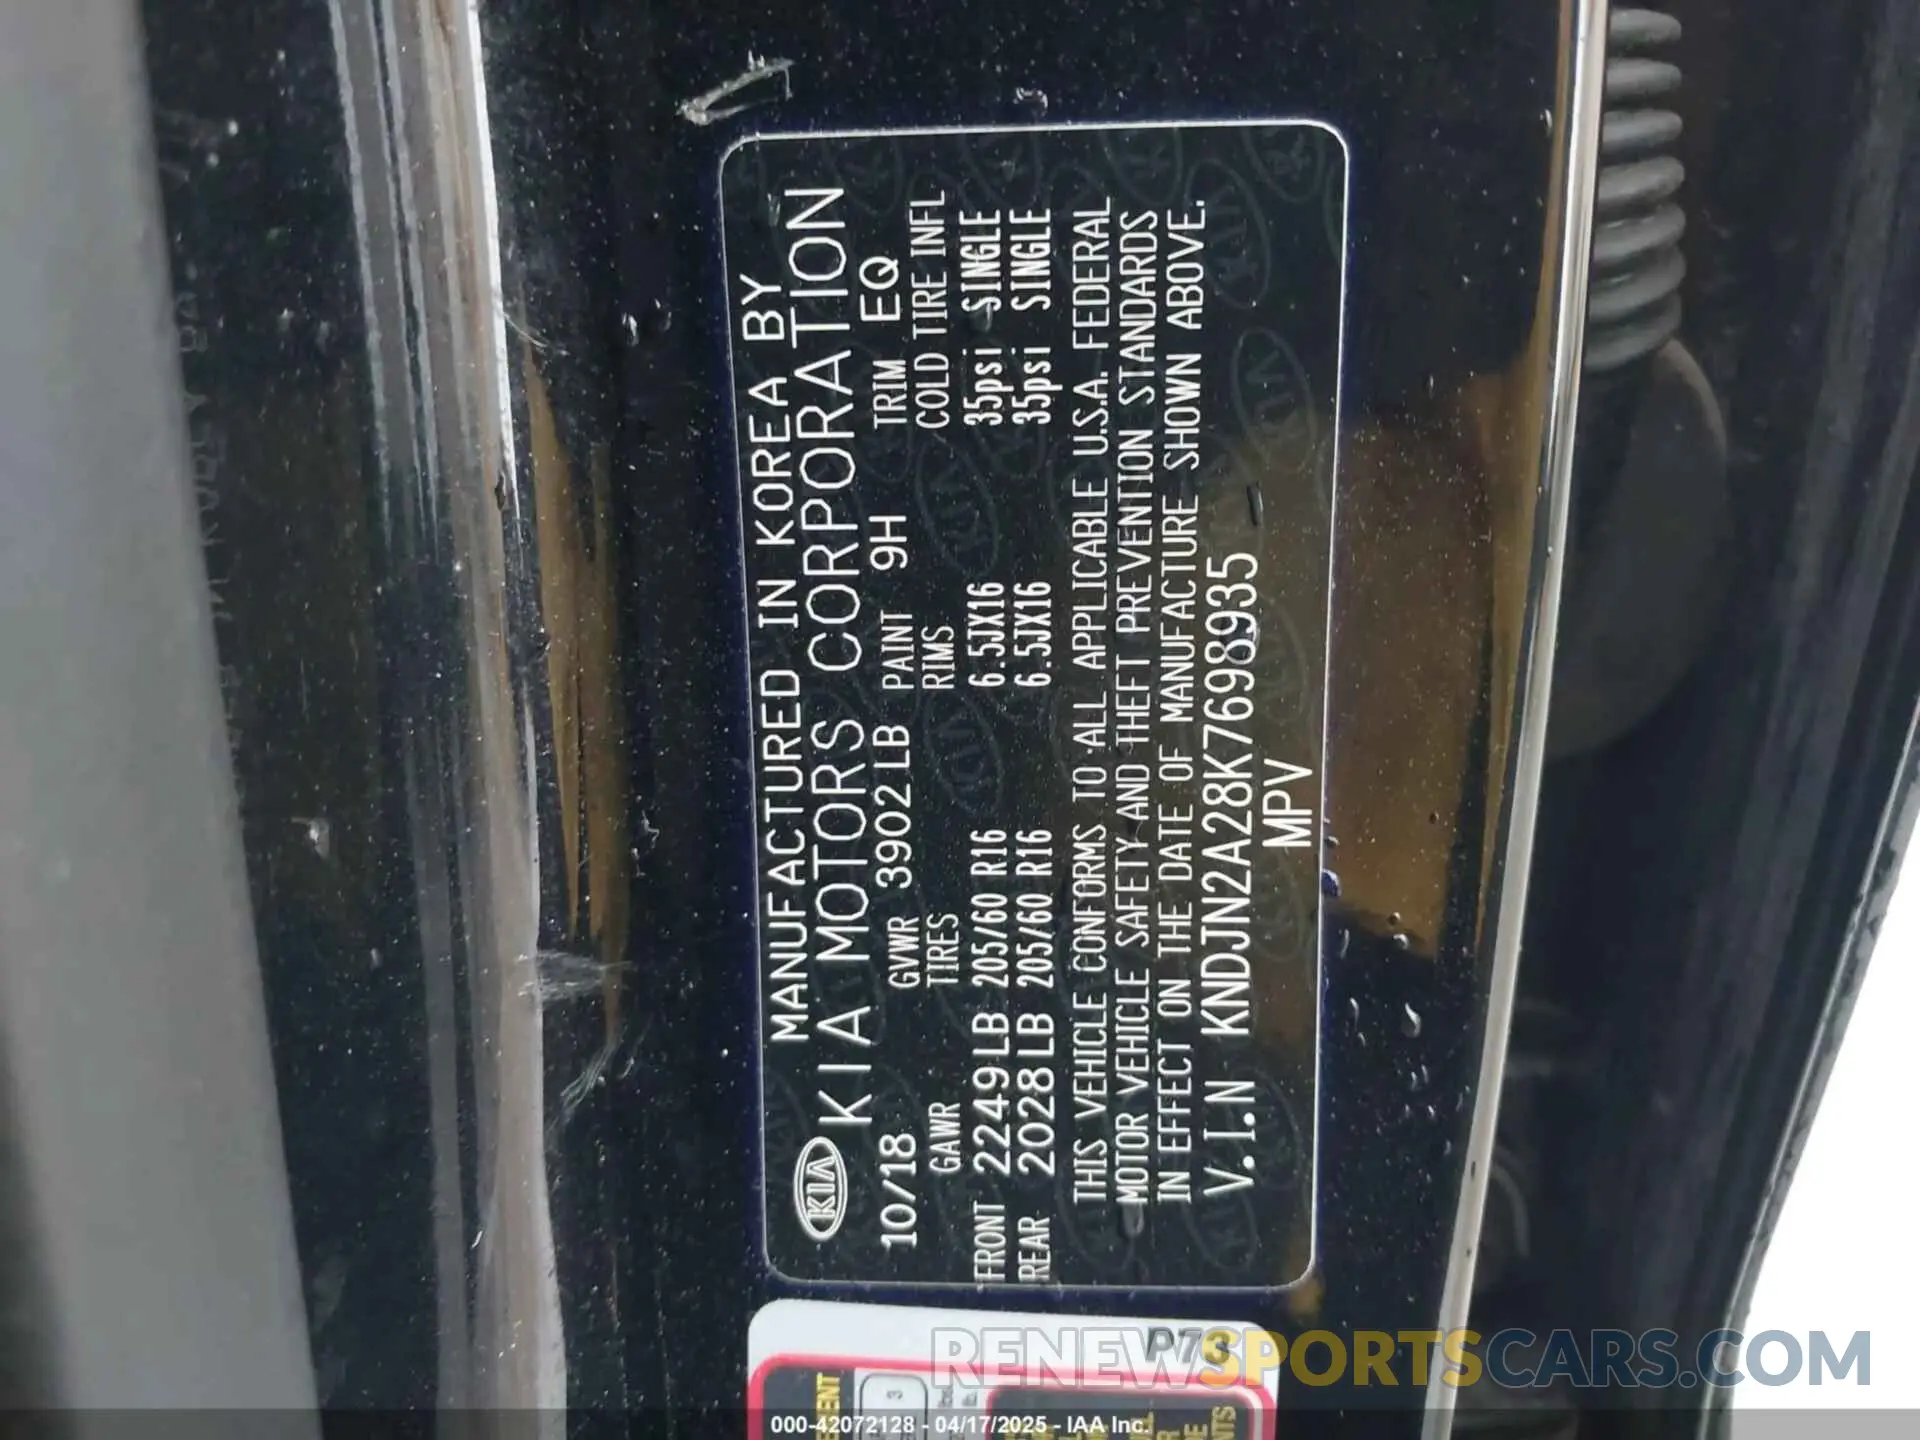 MANUFACTURED IN KOREA BY
KIA KIA MOTORS CORPORATION
10/18 GVWR 3902LB PAINT 9H TRIM EQ
GAWR TIRES RIMS COLD TIRE INFL
FRONT 2249LB 205/60 R16 6.5JX16 35psi SINGLE
REAR 2028LB 205/60 R16 6.5JX16 35psi SINGLE
THIS VEHICLE CONFORMS TO ALL APPLICABLE U.S.A. FEDERAL
MOTOR VEHICLE SAFETY AND THEFT PREVENTION STANDARDS
IN EFFECT ON THE DATE OF MANUFACTURE SHOWN ABOVE.
V.I.N KNDJN2A28K7698935
MPV
RENEWSPORTSCARS.COM
000-42072128 - 04/17/2025 - IAA Inc.